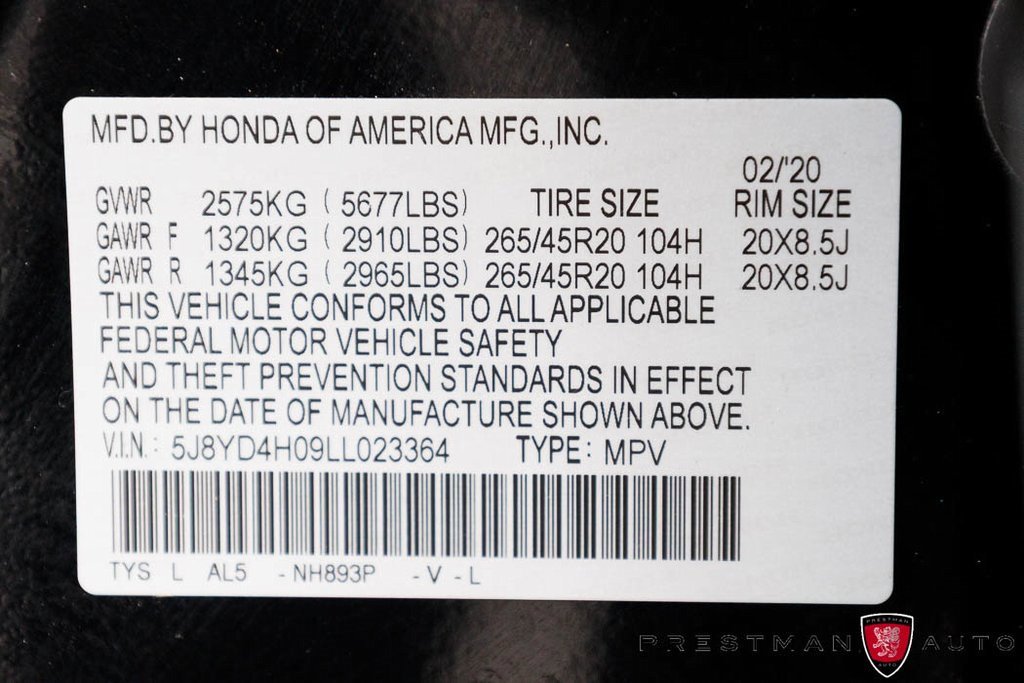 MFD.BY HONDA OF AMERICA MFG.,INC.
02/'20
GVWR 2575KG ( 5677LBS) TIRE SIZE RIM SIZE
GAWR F 1320KG ( 2910LBS) 265/45R20 104H 20X8.5J
GAWR R 1345KG ( 2965LBS) 265/45R20 104H 20X8.5J
THIS VEHICLE CONFORMS TO ALL APPLICABLE
FEDERAL MOTOR VEHICLE SAFETY
AND THEFT PREVENTION STANDARDS IN EFFECT
ON THE DATE OF MANUFACTURE SHOWN ABOVE.
V.I.N.: 5J8YD4H09LL023364 TYPE: MPV
TYS L AL5 -NH893P -V-L
PRESTMAN AUTO
PRESTMAN
AUTO